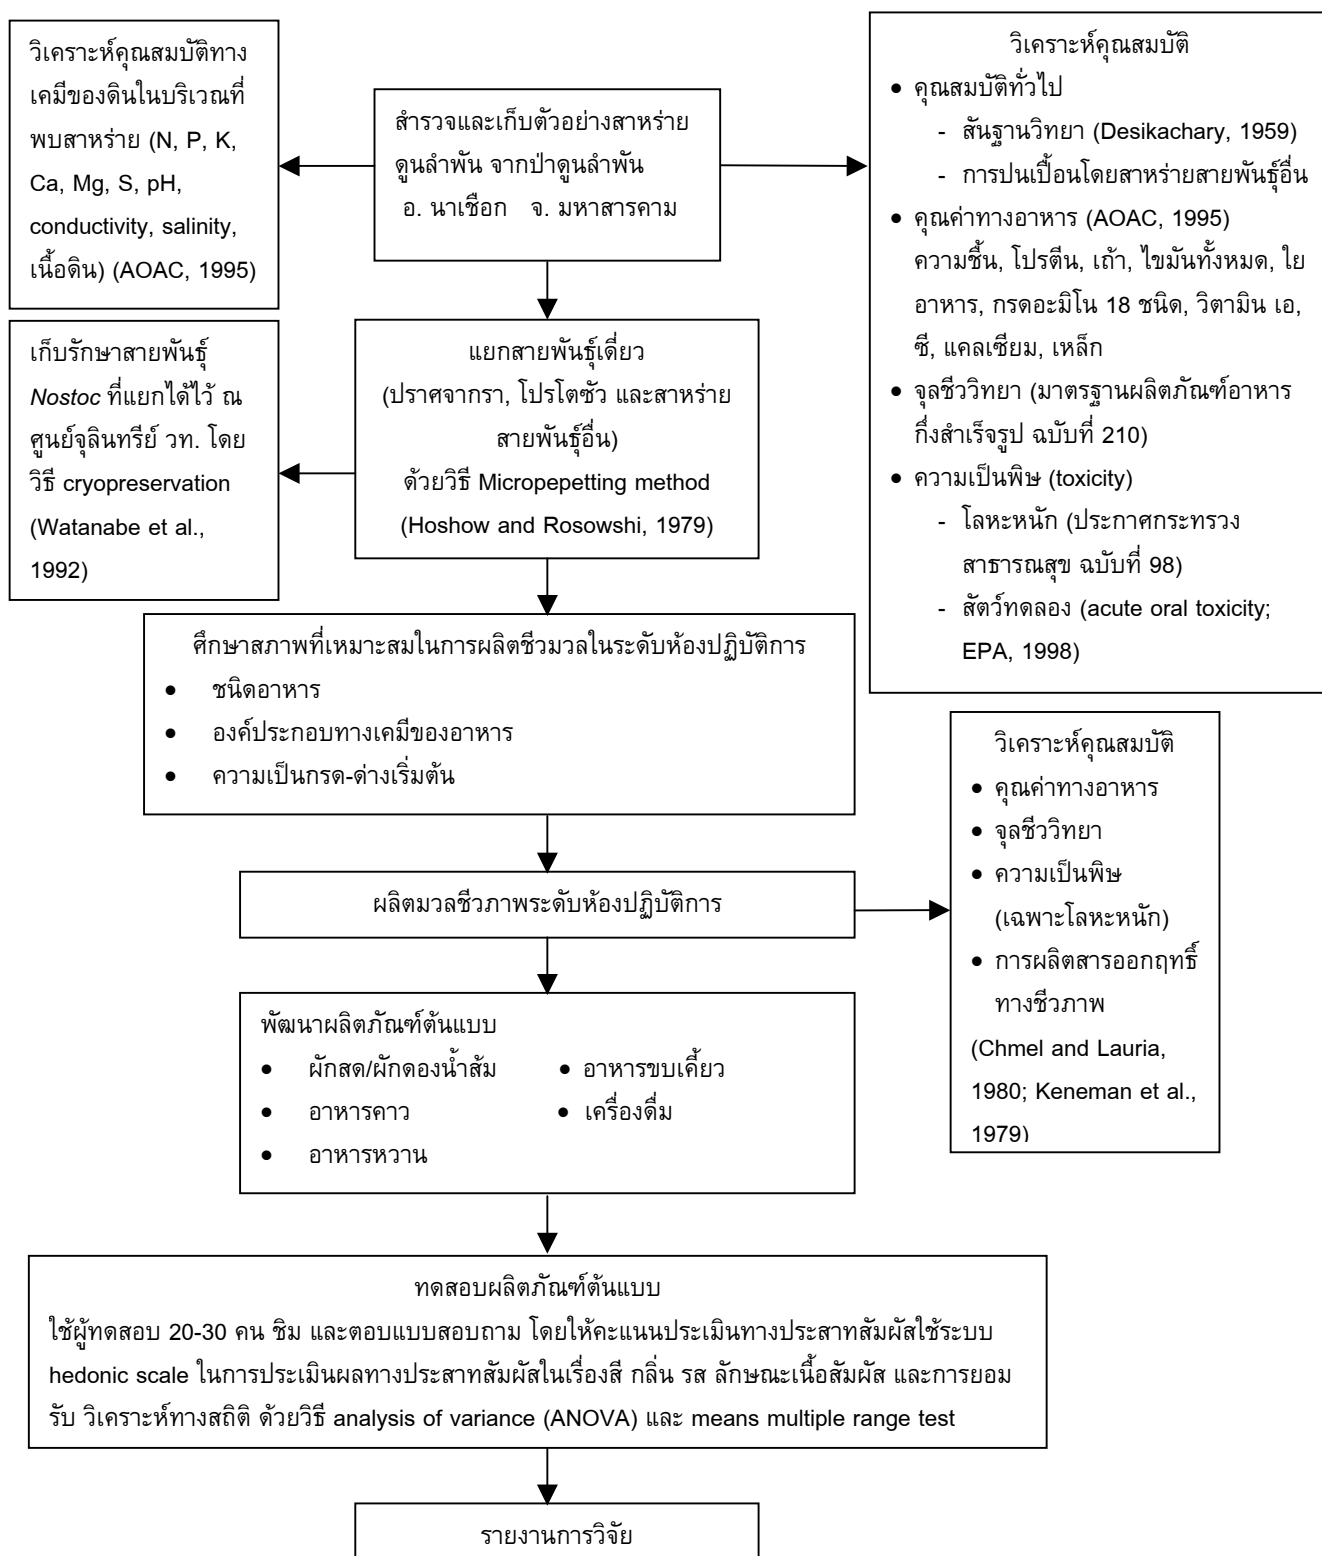 วิเคราะห์คุณสมบัติทาง
เคมีของดินในบริเวณที่
พบสาหร่าย (N, P, K,
Ca, Mg, S, pH,
conductivity, salinity,
เนื้อดิน) (AOAC, 1995)
สำรวจและเก็บตัวอย่างสาหร่าย
ดูนลำพัน จากป่าดูนลำพัน
อ. นาเชือก จ. มหาสารคาม
วิเคราะห์คุณสมบัติ
• คุณสมบัติทั่วไป
- สันฐานวิทยา (Desikachary, 1959)
- การปนเปื้อนโดยสาหร่ายสายพันธุ์อื่น
• คุณค่าทางอาหาร (AOAC, 1995)
ความชื้น, โปรตีน, เถ้า, ไขมันทั้งหมด, ใย
อาหาร, กรดอะมิโน 18 ชนิด, วิตามิน เอ,
ซี, แคลเซียม, เหล็ก
• จุลชีววิทยา (มาตรฐานผลิตภัณฑ์อาหาร
กึ่งสำเร็จรูป ฉบับที่ 210)
• ความเป็นพิษ (toxicity)
- โลหะหนัก (ประกาศกระทรวง
สาธารณสุข ฉบับที่ 98)
- สัตว์ทดลอง (acute oral toxicity;
EPA, 1998)
เก็บรักษาสายพันธุ์
Nostoc ที่แยกได้ไว้ ณ
ศูนย์จุลินทรีย์ วท. โดย
วิธี cryopreservation
(Watanabe et al.,
1992)
แยกสายพันธุ์เดี่ยว
(ปราศจากรา, โปรโตซัว และสาหร่าย
สายพันธุ์อื่น)
ด้วยวิธี Micropepetting method
(Hoshow and Rosowshi, 1979)
ศึกษาสภาพที่เหมาะสมในการผลิตชีวมวลในระดับห้องปฏิบัติการ
• ชนิดอาหาร
• องค์ประกอบทางเคมีของอาหาร
• ความเป็นกรด-ด่างเริ่มต้น
ผลิตมวลชีวภาพระดับห้องปฏิบัติการ
วิเคราะห์คุณสมบัติ
• คุณค่าทางอาหาร
• จุลชีววิทยา
• ความเป็นพิษ
(เฉพาะโลหะหนัก)
• การผลิตสารออกฤทธิ์
ทางชีวภาพ
(Chmel and Lauria,
1980; Keneman et al.,
1979)
พัฒนาผลิตภัณฑ์ต้นแบบ
• ผักสด/ผักดองน้ำส้ม • อาหารขบเคี้ยว
• อาหารคาว • เครื่องดื่ม
• อาหารหวาน
ทดสอบผลิตภัณฑ์ต้นแบบ
ใช้ผู้ทดสอบ 20-30 คน ชิม และตอบแบบสอบถาม โดยให้คะแนนประเมินทางประสาทสัมผัสใช้ระบบ
hedonic scale ในการประเมินผลทางประสาทสัมผัสในเรื่องสี กลิ่น รส ลักษณะเนื้อสัมผัส และการยอม
รับ วิเคราะห์ทางสถิติ ด้วยวิธี analysis of variance (ANOVA) และ means multiple range test
รายงานการวิจัย